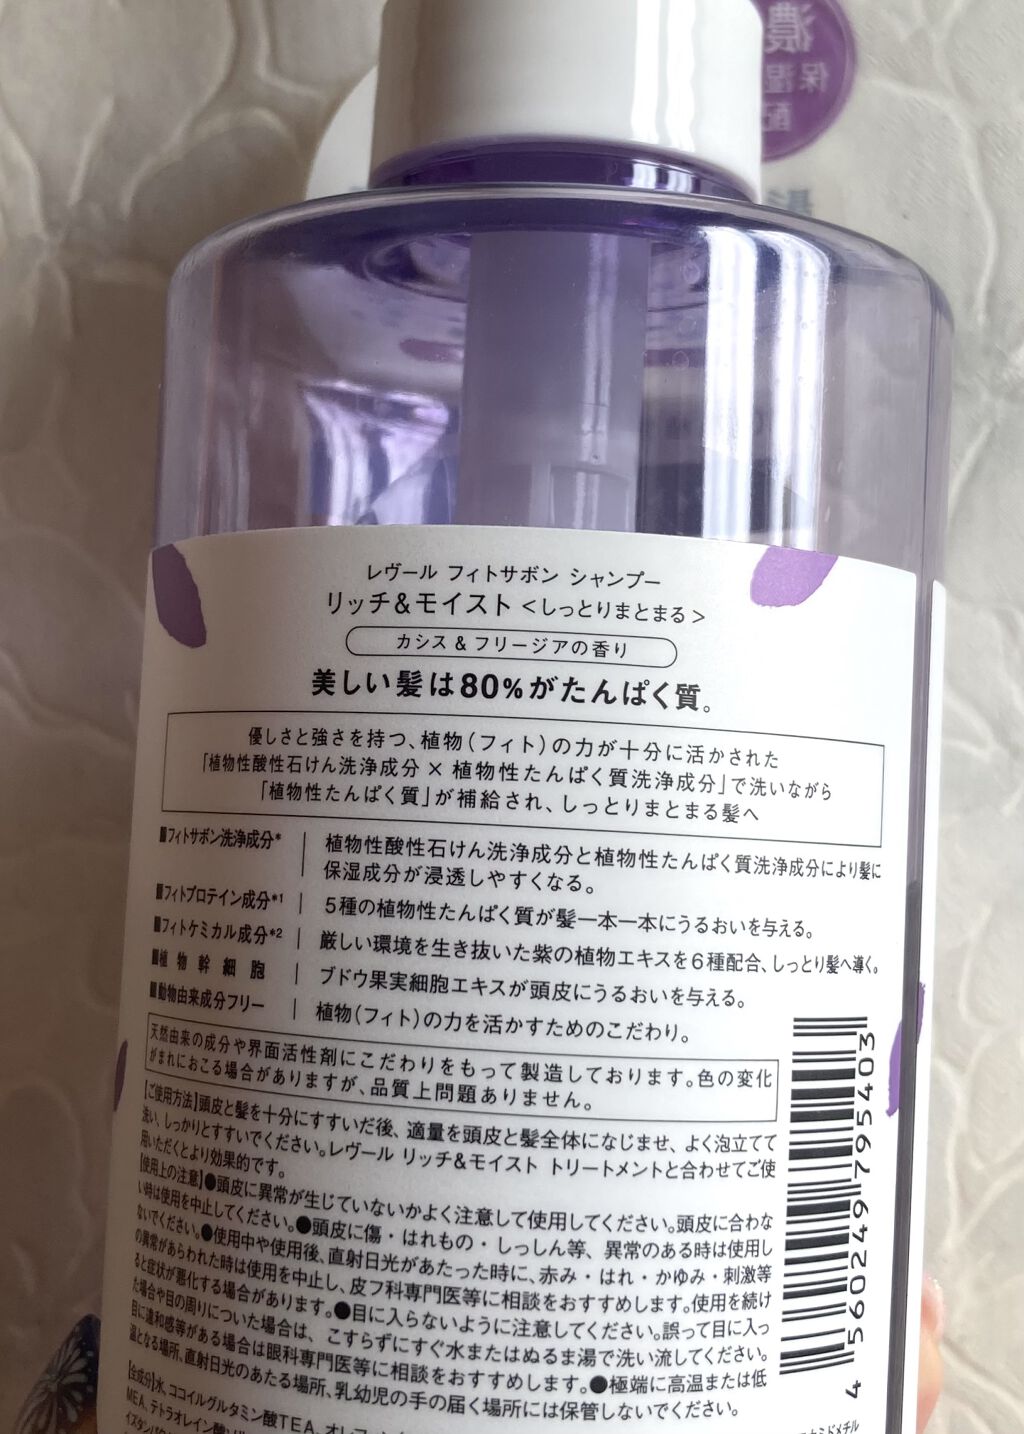 濃
保湿
配
レヴール フィトサボン シャンプー
リッチ&モイスト<しっとりまとまる>
カシス&フリージアの香り
美しい髪は80%がたんぱく質。
優しさと強さを持つ、植物(フィト)の力が十分に活かされた
「植物性酸性石けん洗浄成分×植物性たんぱく質洗浄成分」で洗いながら
「植物性たんぱく質」が補給され、しっとりまとまる髪へ
■フィトサボン洗浄成分* 植物性酸性石けん洗浄成分と植物性たんぱく質洗浄成分により髪に
保湿成分が浸透しやすくなる。
■フィトプロテイン成分*1 5種の植物性たんぱく質が髪一本一本にうるおいを与える。
■フィトケミカル成分*2 厳しい環境を生き抜いた紫の植物エキスを6種配合、しっとり髪へ導く。
■植物幹細胞 ブドウ果実細胞エキスが頭皮にうるおいを与える。
■動物由来成分フリー 植物(フィト)の力を活かすためのこだわり。
天然由来の成分や界面活性剤にこだわりをもって製造しております。色の変化
がまれにおこる場合がありますが、品質上問題ありません。
[ご使用方法]頭皮と髪を十分にすすいだ後、適量を頭皮と髪全体になじませ、よく泡立てて
洗い、しっかりとすすいでください。レヴール リッチ&モイスト トリートメントと合わせてご使
用いただくとより効果的です。
[使用上の注意]●頭皮に異常が生じていないかよく注意して使用してください。頭皮に合わな
い時は使用を中止してください。●頭皮に傷・はれもの・しっしん等、異常のある時は使用し
ないでください。●使用中や使用後、直射日光があたった時に、赤み・はれ・かゆみ・刺激等
の異常があらわれた時は使用を中止し、皮フ科専門医等に相談をおすすめします。使用を続け
ると症状が悪化する場合があります。●目に入らないように注意してください。誤って目に入っ
た場合や目の周りについた場合は、こすらずにすぐ水またはぬるま湯で洗い流してください。
目に違和感等がある場合は眼科専門医等に相談をおすすめします。●極端に高温または低
温となる場所、直射日光のあたる場所、乳幼児の手の届く場所には保管しないでください。
[全成分]水、ココイルグルタミン酸TEA、オレフィン
MEA、テトラオレイン酸ソル
4 560249 795403